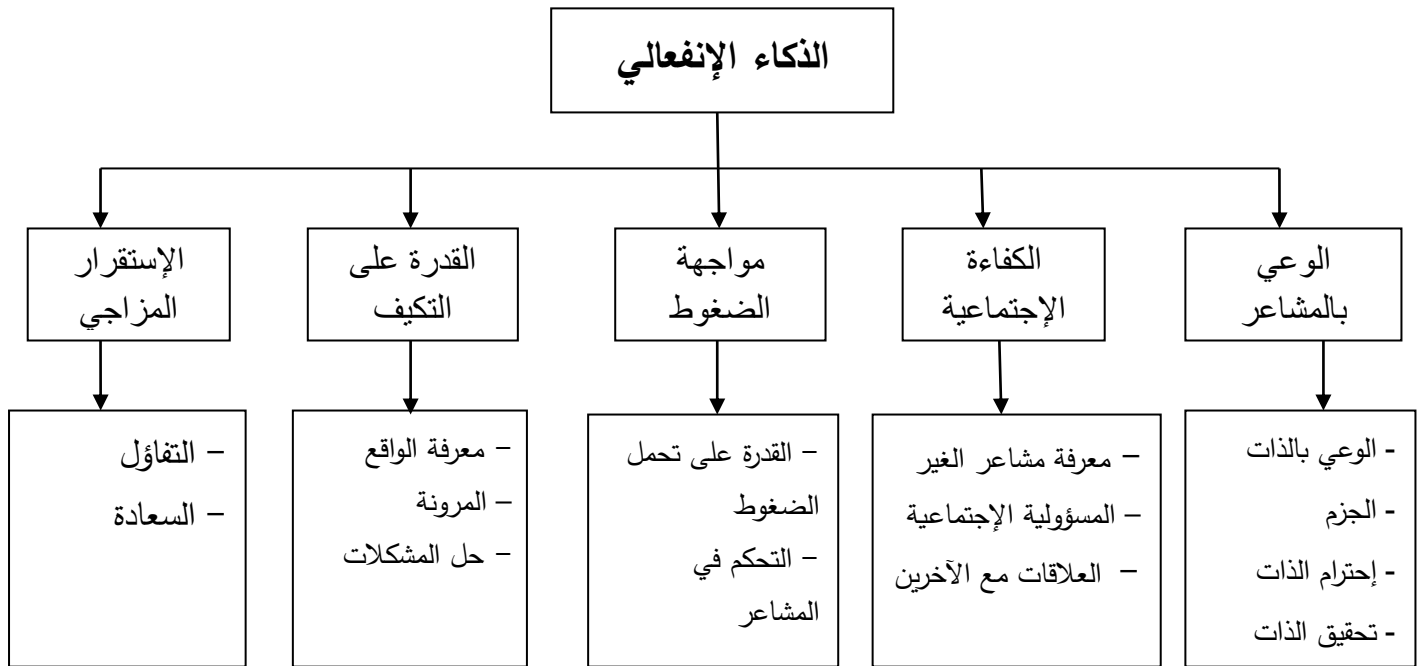 الذكاء الإنفعالي
الوعي
بالمشاعر
الكفاءة
الإجتماعية
مواجهة
الضغوط
القدرة على
التكيف
الإستقرار
المزاجي
- الوعي بالذات
- الجزم
- إحترام الذات
- تحقيق الذات
– معرفة مشاعر الغير
– المسؤولية الإجتماعية
– العلاقات مع الآخرين
– القدرة على تحمل
الضغوط
– التحكم في
المشاعر
– معرفة الواقع
– المرونة
– حل المشكلات
– التفاؤل
– السعادة